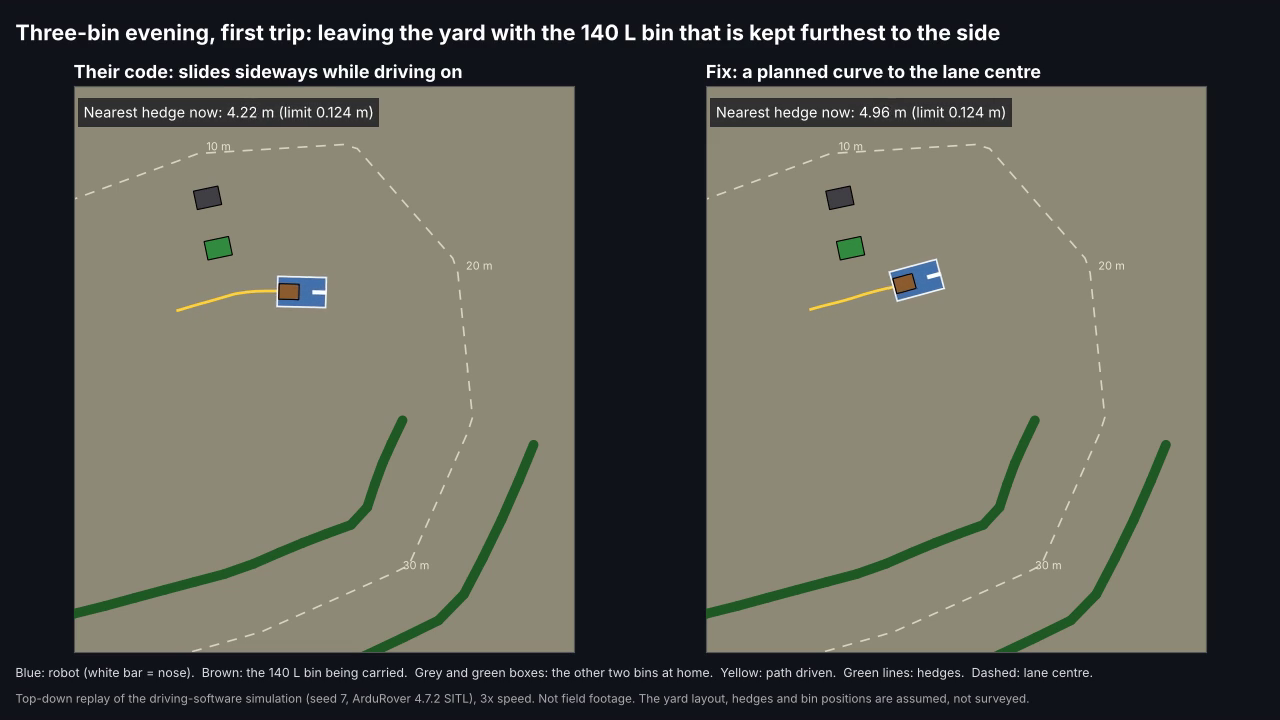 Three-bin evening, first trip: leaving the yard with the 140 L bin that is kept furthest to the side
Their code: slides sideways while driving on
Fix: a planned curve to the lane centre
Nearest hedge now: 4.22 m (limit 0.124 m)
Nearest hedge now: 4.96 m (limit 0.124 m)
10 m
10 m
20 m
20 m
30 m
30 m
Blue: robot (white bar = nose).  Brown: the 140 L bin being carried.  Grey and green boxes: the other two bins at home.  Yellow: path driven.  Green lines: hedges.  Dashed: lane centre.
Top-down replay of the driving-software simulation (seed 7, ArduRover 4.7.2 SITL), 3x speed. Not field footage. The yard layout, hedges and bin positions are assumed, not surveyed.